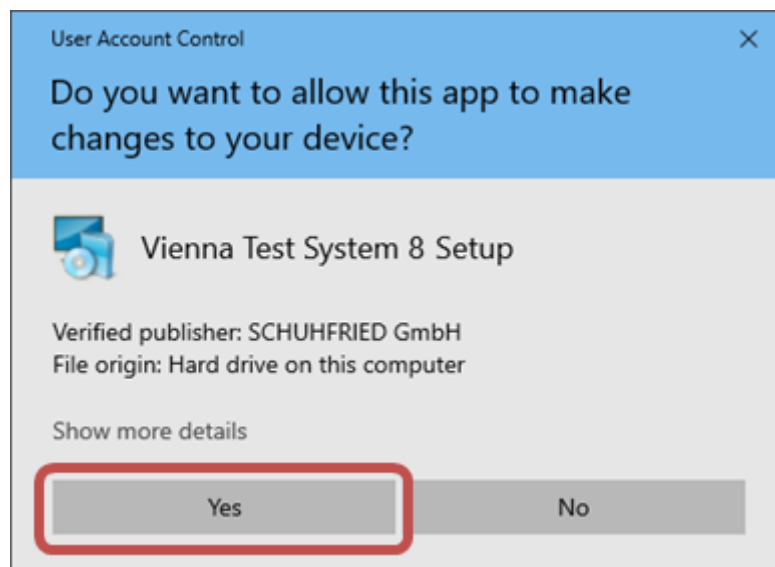 User Account Control
Do you want to allow this app to make
changes to your device?
Vienna Test System 8 Setup
Verified publisher: SCHUHFRIED GmbH
File origin: Hard drive on this computer
Show more details
Yes
No